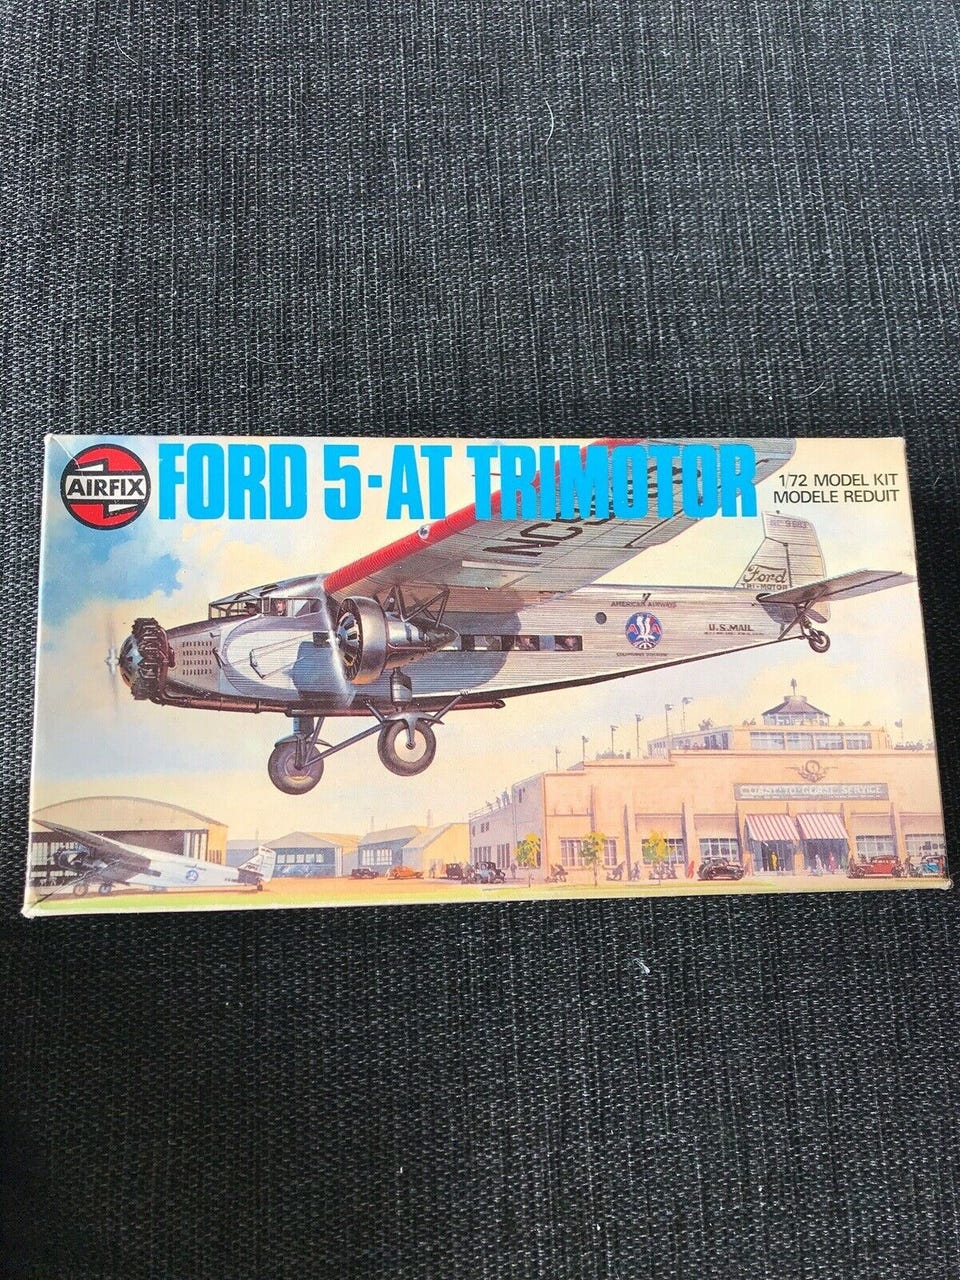 AIRFIX
FORD 5-AT TRIMOTOR
1/72 MODEL KIT
MODELE REDUIT
NC9683
Ford
TRI-MOTOR
AMERICAN AIRWAYS
U.S. MAIL
COAST-TO-COAST SERVICE